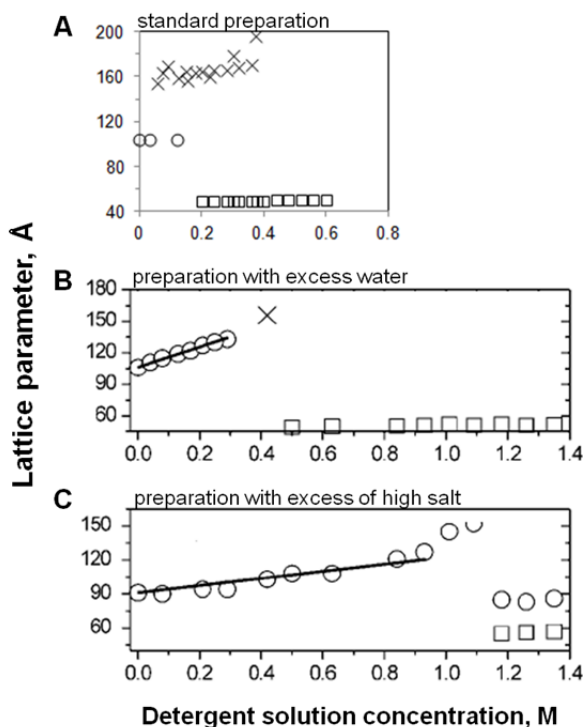 A
standard preparation
200
160
120
80
40
0
0.2
0.4
0.6
0.8
Lattice parameter, Å
B
preparation with excess water
180
150
120
90
60
0.0 0.2 0.4 0.6 0.8 1.0 1.2 1.4
C
preparation with excess of high salt
150
120
90
60
0.0 0.2 0.4 0.6 0.8 1.0 1.2 1.4
Detergent solution concentration, M